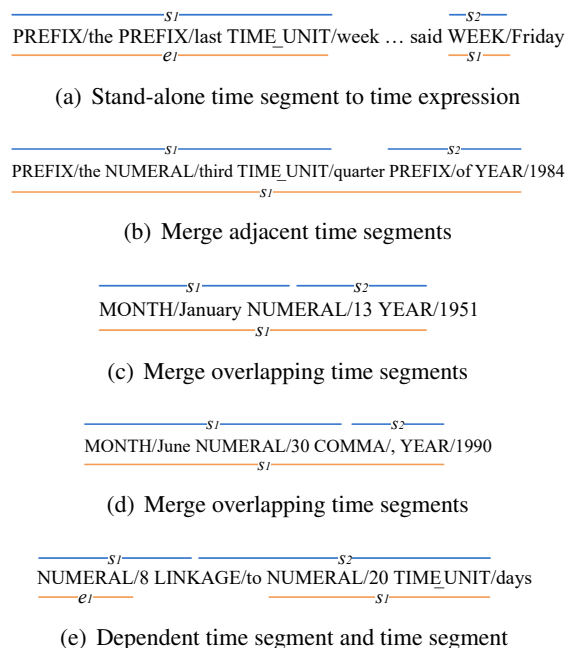 s1 s2
PREFIX/the PREFIX/last TIME_UNIT/week … said WEEK/Friday
e1 s1
(a) Stand-alone time segment to time expression
s1 s2
PREFIX/the NUMERAL/third TIME_UNIT/quarter PREFIX/of YEAR/1984
s1
(b) Merge adjacent time segments
s1 s2
MONTH/January NUMERAL/13 YEAR/1951
s1
(c) Merge overlapping time segments
s1 s2
MONTH/June NUMERAL/30 COMMA/, YEAR/1990
s1
(d) Merge overlapping time segments
s1 s2
NUMERAL/8 LINKAGE/to NUMERAL/20 TIME_UNIT/days
e1 s1
(e) Dependent time segment and time segment